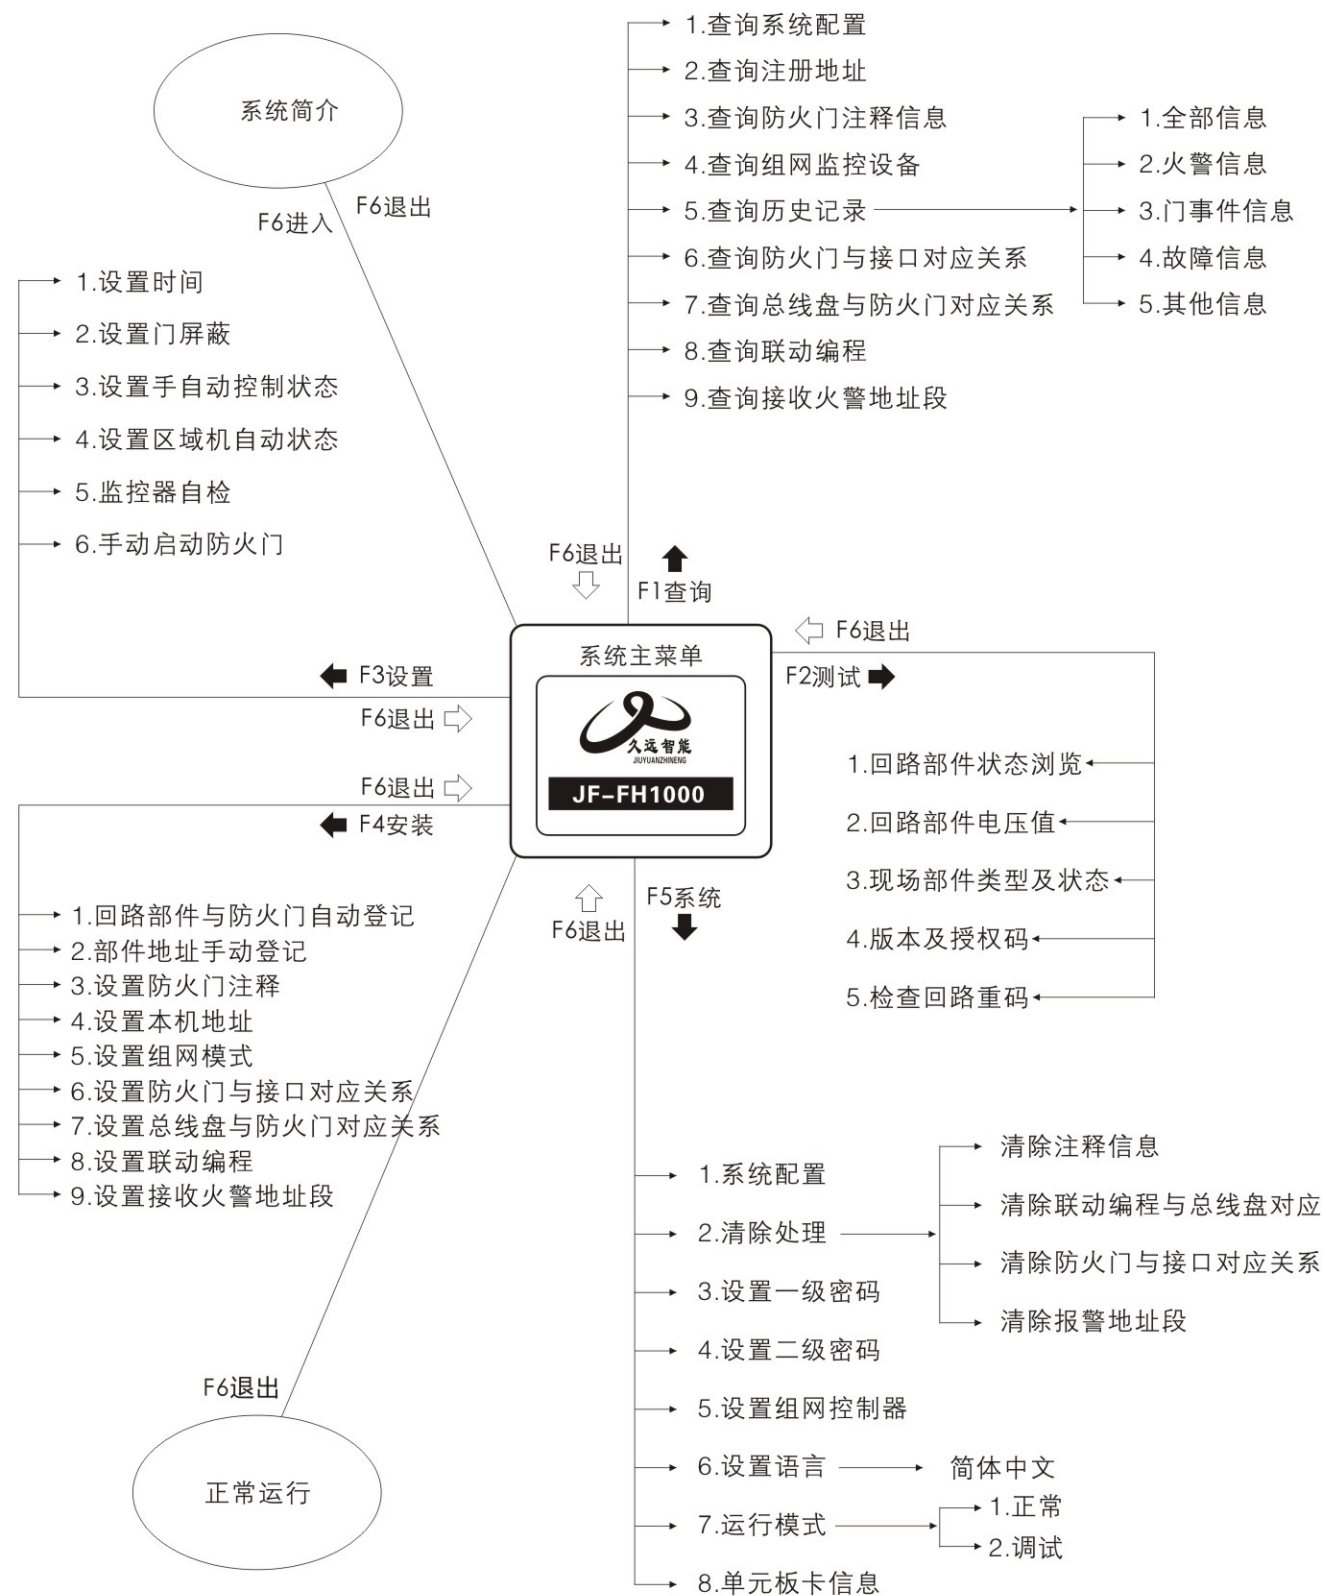 系统简介
F6进入
F6退出
1.查询系统配置
2.查询注册地址
3.查询防火门注释信息
4.查询组网监控设备
5.查询历史记录
6.查询防火门与接口对应关系
7.查询总线盘与防火门对应关系
8.查询联动编程
9.查询接收火警地址段
1.全部信息
2.火警信息
3.门事件信息
4.故障信息
5.其他信息
1.设置时间
2.设置门屏蔽
3.设置手自动控制状态
4.设置区域机自动状态
5.监控器自检
6.手动启动防火门
F6退出
F1查询
F3设置
F6退出
系统主菜单
久远智能
JIUYUANZHINENG
JF-FH1000
F6退出
F2测试
1.回路部件状态浏览
2.回路部件电压值
3.现场部件类型及状态
4.版本及授权码
5.检查回路重码
F6退出
F4安装
1.回路部件与防火门自动登记
2.部件地址手动登记
3.设置防火门注释
4.设置本机地址
5.设置组网模式
6.设置防火门与接口对应关系
7.设置总线盘与防火门对应关系
8.设置联动编程
9.设置接收火警地址段
F6退出
F5系统
1.系统配置
2.清除处理
3.设置一级密码
4.设置二级密码
5.设置组网控制器
6.设置语言
7.运行模式
8.单元板卡信息
清除注释信息
清除联动编程与总线盘对应
清除防火门与接口对应关系
清除报警地址段
简体中文
1.正常
2.调试
F6退出
正常运行